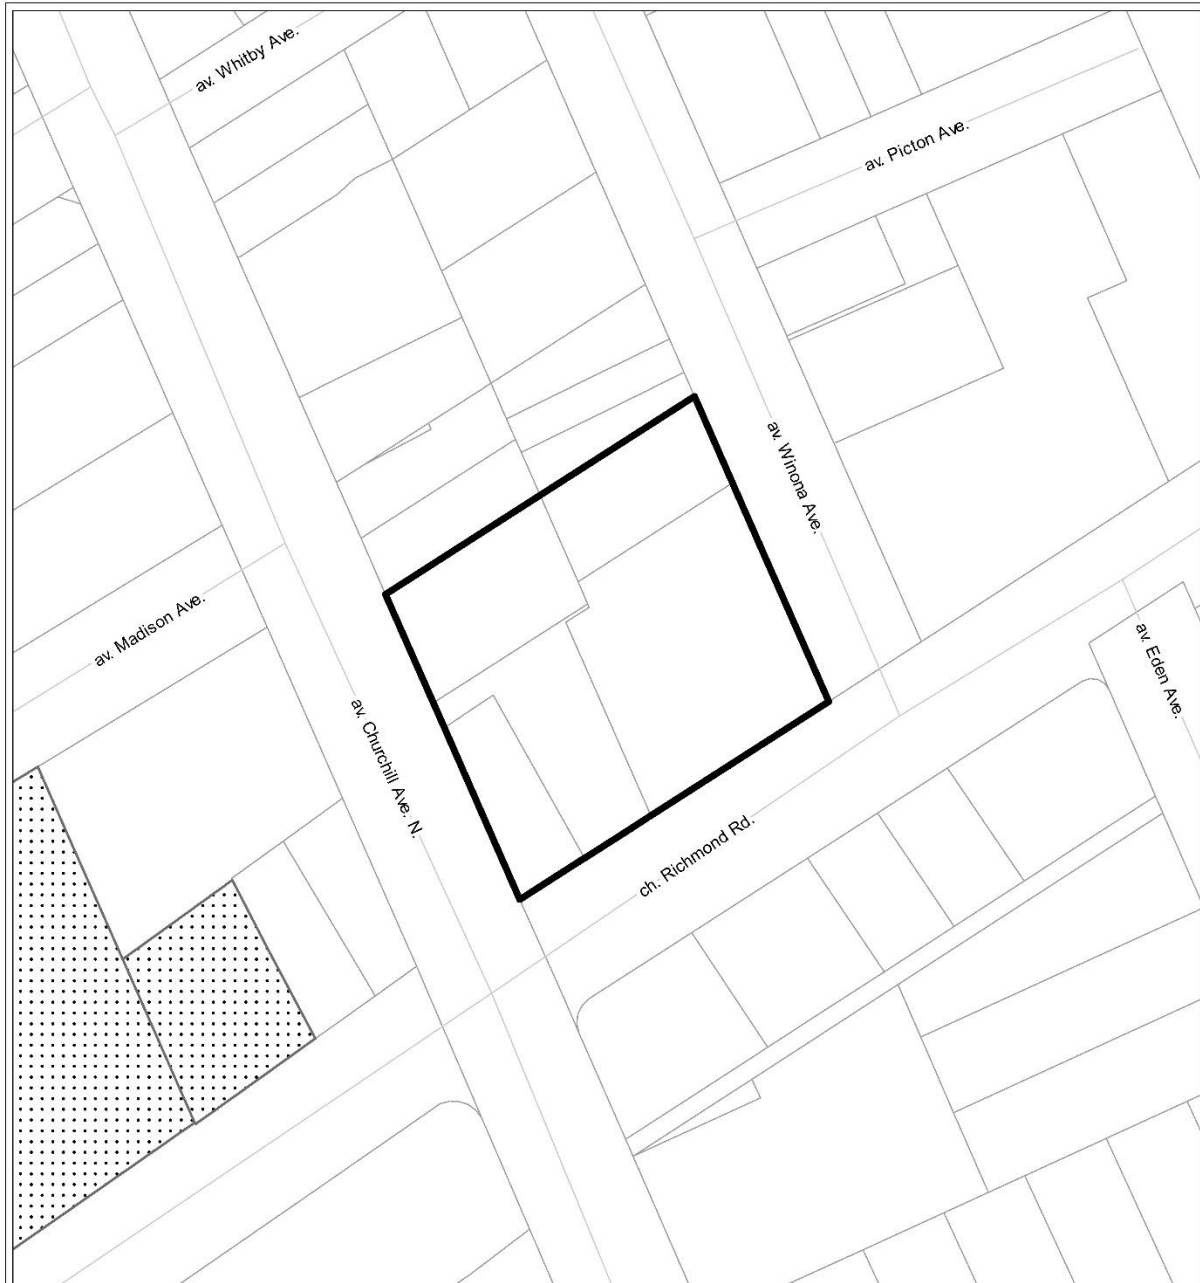 av. Whitby Ave.
av. Picton Ave.
av. Winona Ave.
av. Madison Ave.
av. Eden Ave.
av. Churchill Ave. N.
ch. Richmond Rd.